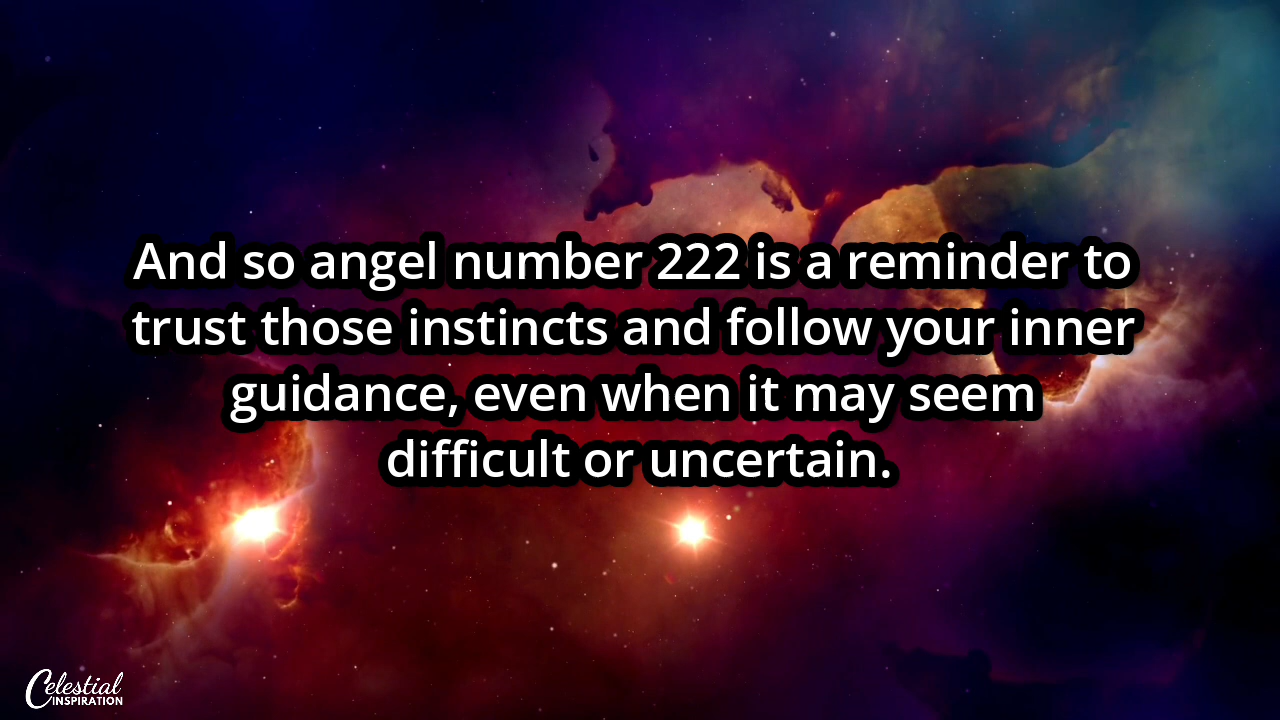 And so angel number 222 is a reminder to
trust those instincts and follow your inner
guidance, even when it may seem
difficult or uncertain.
Celestial
INSPIRATION